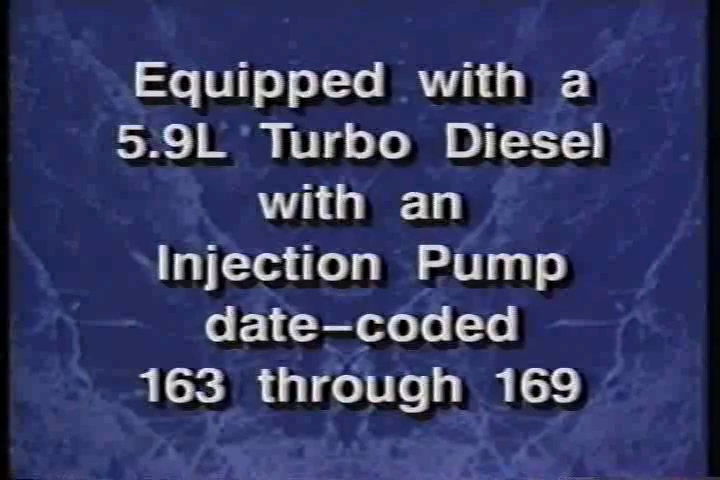 Equipped with a
5.9L Turbo Diesel
with an
Injection Pump
date-coded
163 through 169